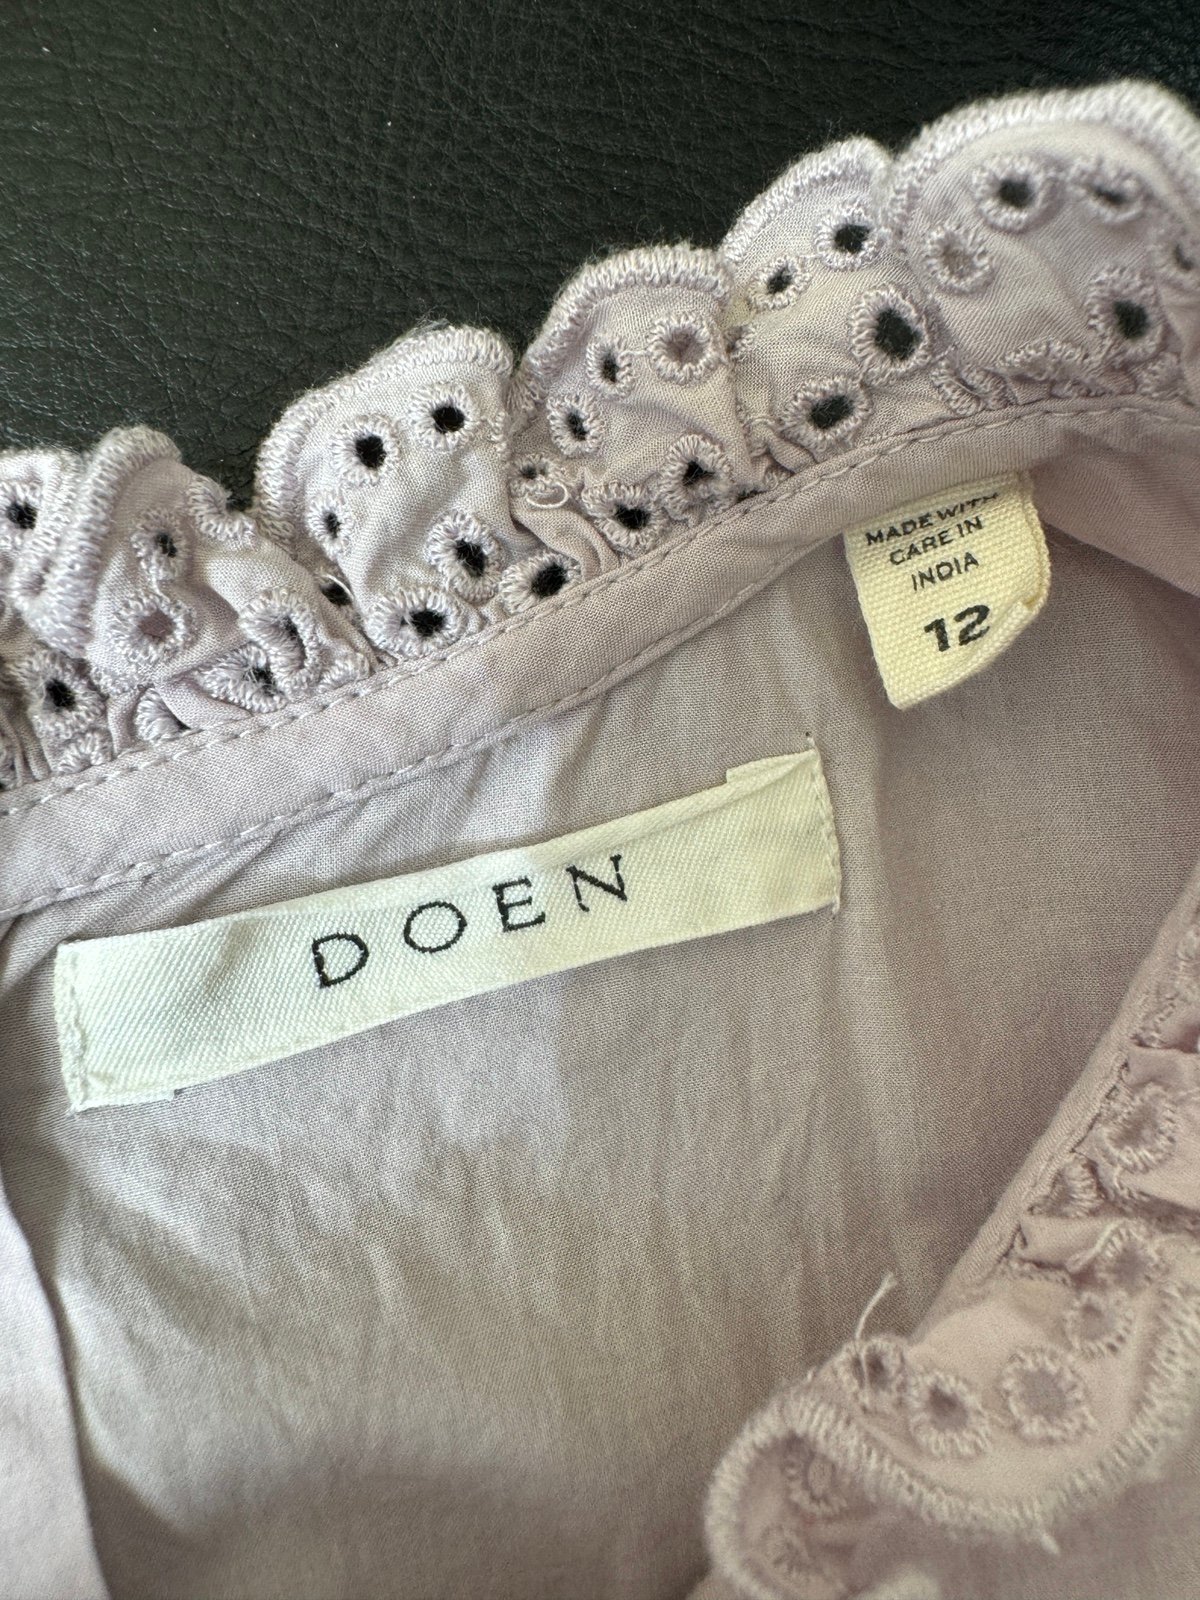 MADE WITH
CARE IN
INDIA
12
DOEN